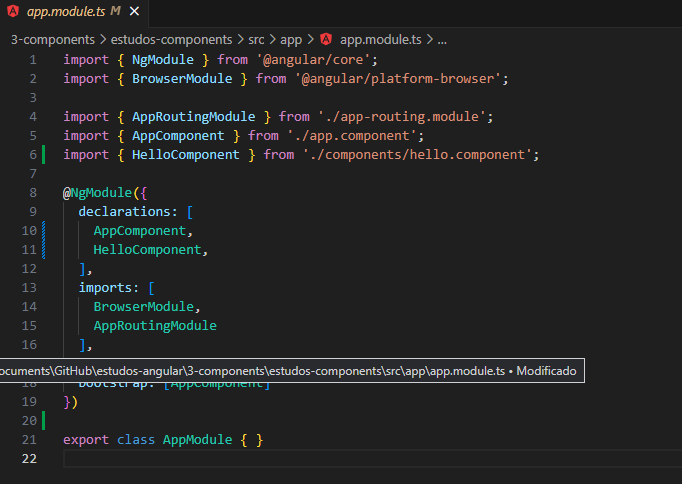 app.module.ts M ×
3-components > estudos-components > src > app > app.module.ts > ...
1 import { NgModule } from '@angular/core';
2 import { BrowserModule } from '@angular/platform-browser';
3
4 import { AppRoutingModule } from './app-routing.module';
5 import { AppComponent } from './app.component';
6 import { HelloComponent } from './components/hello.component';
7
8 @NgModule({
9 declarations: [
10 AppComponent,
11 HelloComponent,
12 ],
13 imports: [
14 BrowserModule,
15 AppRoutingModule
16 ],
ocuments\GitHub\estudos-angular\3-components\estudos-components\src\app\app.module.ts • Modificado
18 bootstrap: [AppComponent]
19 })
20
21 export class AppModule { }
22